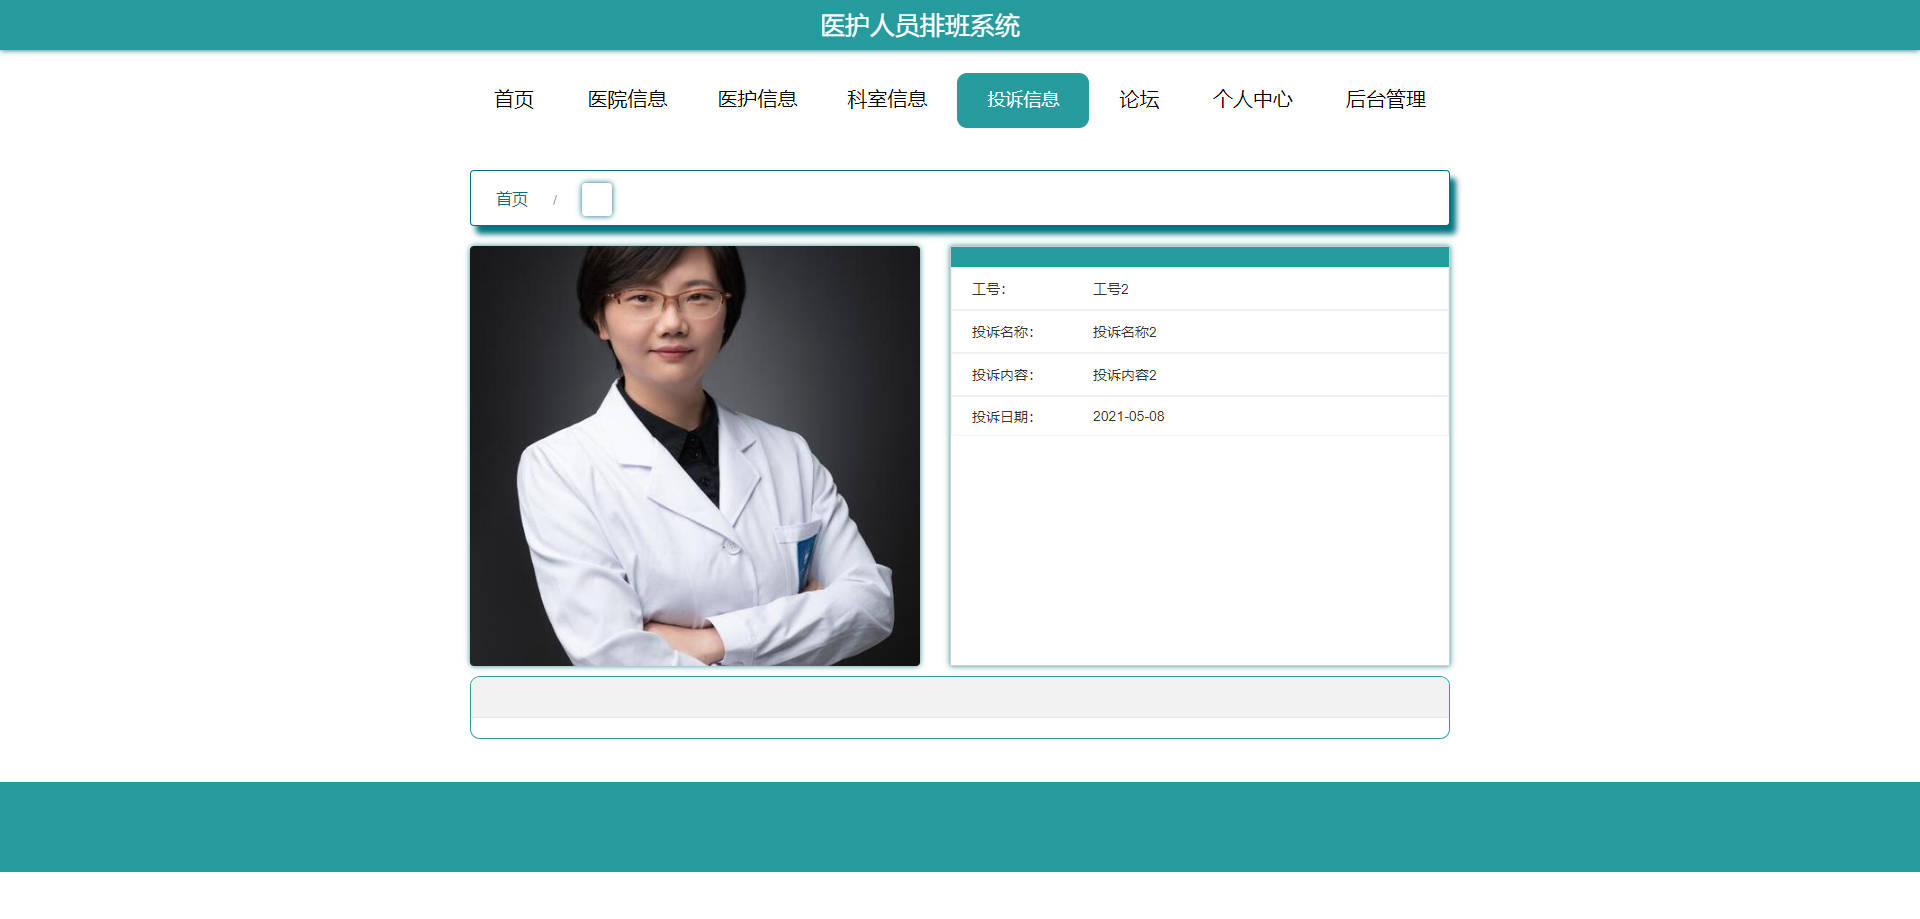 医护人员排班系统
首页 医院信息 医护信息 科室信息 投诉信息 论坛 个人中心 后台管理
首页 /
工号： 工号2
投诉名称： 投诉名称2
投诉内容： 投诉内容2
投诉日期： 2021-05-08